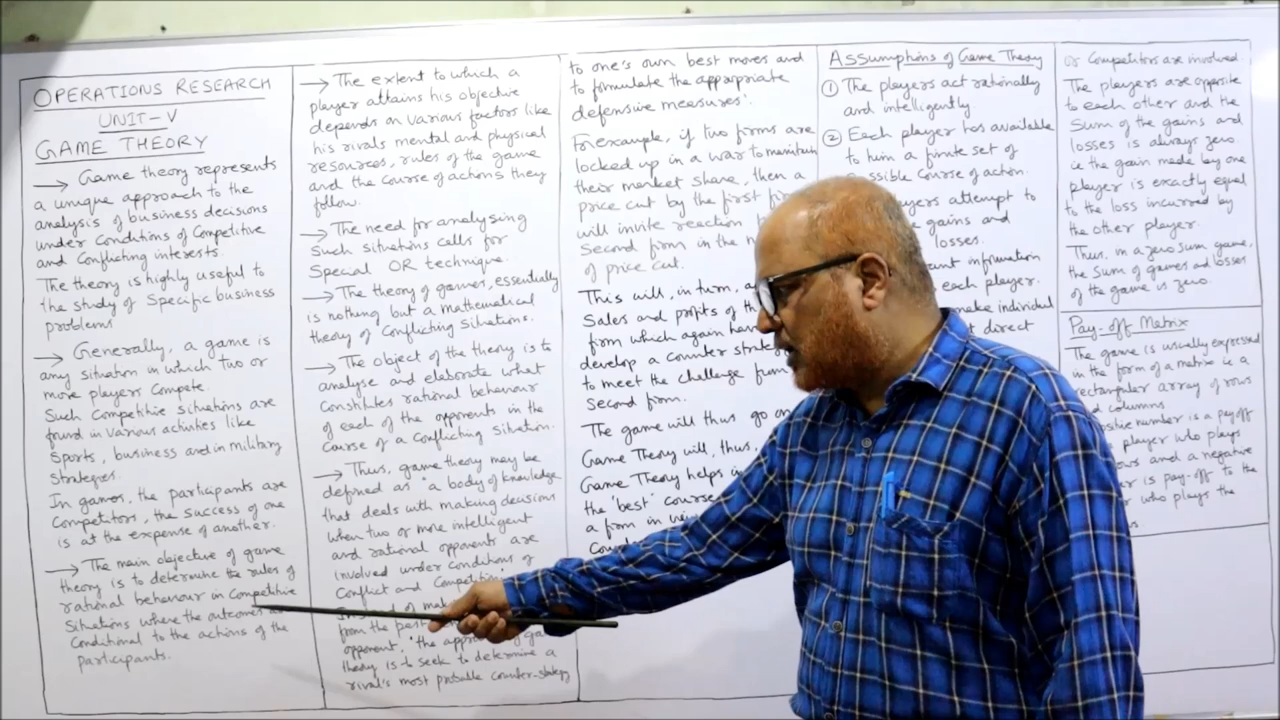 OPERATIONS RESEARCH
UNIT-V
GAME THEORY
→ Game theory represents
a unique approach to the
analysis of business decisions
under Conditions of Competitive
and Conflicting interests.
The theory is highly useful to
the study of Specific business
problems
→ Generally, a game is
any situation in which two or
more players Compete.
Such Competitive Situations are
found in various activities like
Sports, business and in military
Strategies.
In games, the participants are
Competitors, the success of one
is at the expense of another.
→ The main objective of game
theory is to determine the rules of
rational behaviour in Competitive
Situations where the outcomes
Conditional to the actions of the
participants.
→ The extent to which a
player attains his objective
depends on various factors like
his rivals mental and physical
resources, rules of the game
and the Course of actions they
follow.
→ The need for analysing
Such situations calls for
Special OR technique.
→ The theory of games, essentially
is nothing but a mathematical
theory of 'Conflicting Situations.
→ The object of the theory is to
analyse and elaborate what
Constitutes rational behaviour
of each of the opponents in the
Course of a Conflicting Situation.
→ Thus, game theory may be
defined as "a body of knowledge
that deals with making decisions
when two or more intelligent
and rational opponents are
involved under conditions of
Conflict and Competition
of
from the past
opponent, the
theory is to seek to determine a
rival's most probable counter-strategy
to one's own best moves and
to formulate the appropriate
defensive measures'.
For example, if two firms are
locked up in a war to maintain
their market share, then a
price cut by the first
will invite reaction
Second firm in the
of price cut.
This will, in turn,
Sales and profits of the
firm which again
develop a counter
to meet the challenge from
Second firm.
The game will thus go on
Game Theory will, thus,
Game Theory helps
the 'best' course
a firm in
Assumptions of Game Theory
① The players act rationally
and intelligently.
② Each player has available
to him a finite set of
Possible Course of action.
attempt to
gains and
losses.
information
each player.
make individual
direct
or Competitors are involved.
The players are opposite
to each other and the
Sum of the gains and
losses is always zero.
i.e the gain made by one
player is exactly equal
to the loss incurred by
the other player.
Thus, in a zero sum game,
the sum of games and losses
of the game is zero.
Pay-off Matrix
The game is usually expressed
in the form of a matrix i.e a
rectangular array of rows
columns
number is a payoff
player who plays
and a negative
is pay-off to the
who plays the